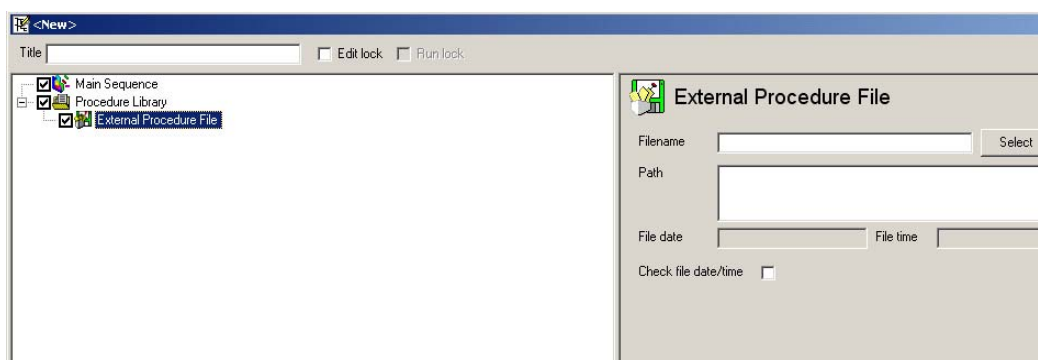 <New>
Title Edit lock Run lock
Main Sequence
Procedure Library
External Procedure File
External Procedure File
Filename Select
Path
File date File time
Check file date/time